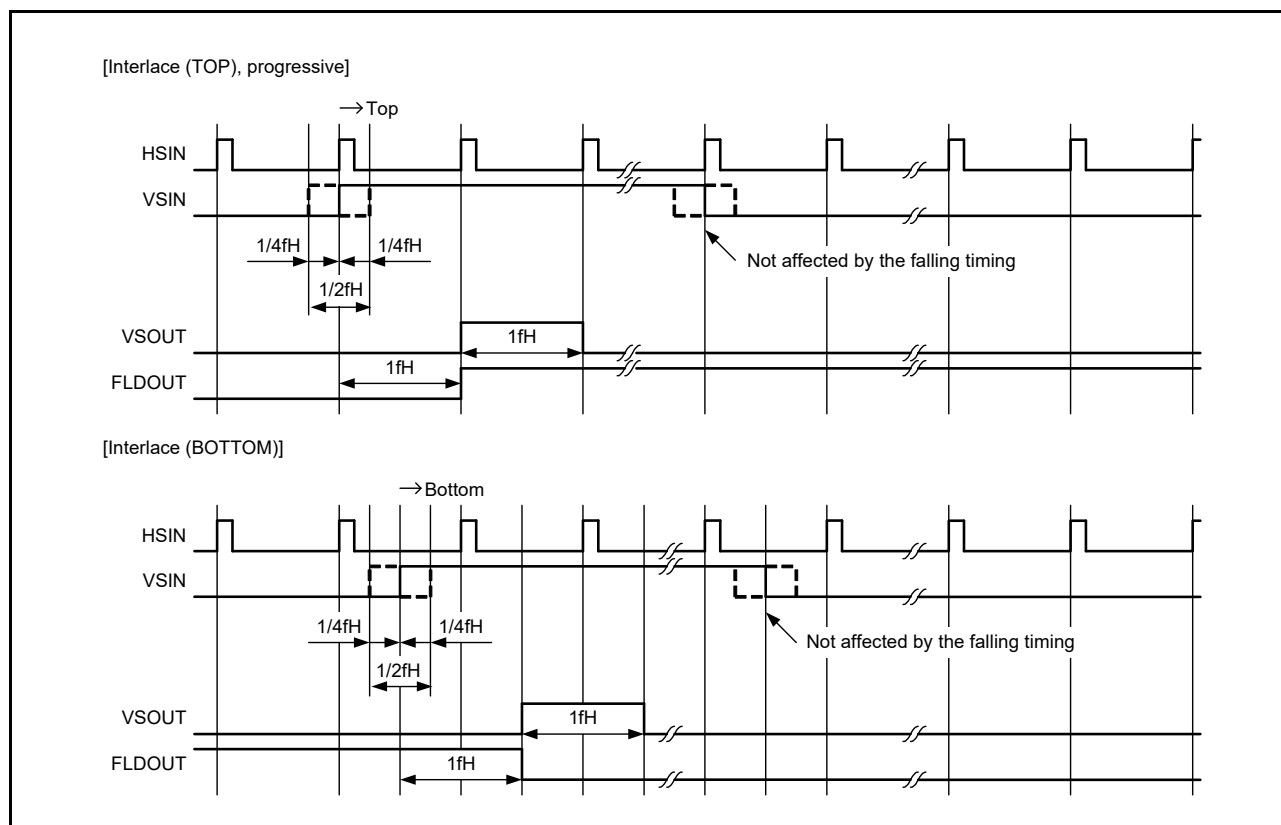 [Interlace (TOP), progressive]
→Top
HSIN
VSIN
1/4fH 1/4fH
Not affected by the falling timing
1/2fH
VSOUT
1fH
FLDOUT
1fH
[Interlace (BOTTOM)]
→Bottom
HSIN
VSIN
1/4fH 1/4fH
Not affected by the falling timing
1/2fH
VSOUT
1fH
FLDOUT
1fH